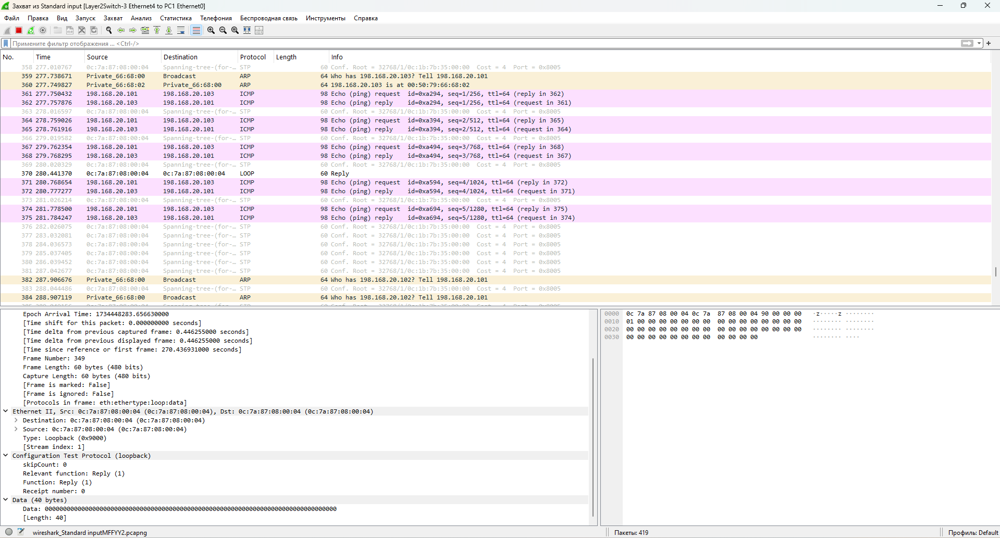 Захват из Standard input [Layer2Switch-3 Ethernet4 to PC1 Ethernet0]
Файл Правка Вид Запуск Захват Анализ Статистика Телефония Беспроводная связь Инструменты Справка
Примените фильтр отображения ... <Ctrl-/>
No. Time Source Destination Protocol Length Info
358 277.010767 0c:7a:87:08:00:04 Spanning-tree-(for-… STP 60 Conf. Root = 32768/1/0c:1b:7b:35:00:00 Cost = 4 Port = 0x8005
359 277.738671 Private_66:68:00 Broadcast ARP 64 Who has 198.168.20.103? Tell 198.168.20.101
360 277.749827 Private_66:68:02 Private_66:68:00 ARP 64 198.168.20.103 is at 00:50:79:66:68:02
361 277.750432 198.168.20.101 198.168.20.103 ICMP 98 Echo (ping) request id=0xa294, seq=1/256, ttl=64 (reply in 362)
362 277.757876 198.168.20.103 198.168.20.101 ICMP 98 Echo (ping) reply id=0xa294, seq=1/256, ttl=64 (request in 361)
363 278.016597 0c:7a:87:08:00:04 Spanning-tree-(for-… STP 60 Conf. Root = 32768/1/0c:1b:7b:35:00:00 Cost = 4 Port = 0x8005
364 278.759026 198.168.20.101 198.168.20.103 ICMP 98 Echo (ping) request id=0xa394, seq=2/512, ttl=64 (reply in 365)
365 278.761916 198.168.20.103 198.168.20.101 ICMP 98 Echo (ping) reply id=0xa394, seq=2/512, ttl=64 (request in 364)
366 279.019582 0c:7a:87:08:00:04 Spanning-tree-(for-… STP 60 Conf. Root = 32768/1/0c:1b:7b:35:00:00 Cost = 4 Port = 0x8005
367 279.762354 198.168.20.101 198.168.20.103 ICMP 98 Echo (ping) request id=0xa494, seq=3/768, ttl=64 (reply in 368)
368 279.768295 198.168.20.103 198.168.20.101 ICMP 98 Echo (ping) reply id=0xa494, seq=3/768, ttl=64 (request in 367)
369 280.020329 0c:7a:87:08:00:04 Spanning-tree-(for-… STP 60 Conf. Root = 32768/1/0c:1b:7b:35:00:00 Cost = 4 Port = 0x8005
370 280.441370 0c:7a:87:08:00:04 0c:7a:87:08:00:04 LOOP 60 Reply
371 280.768654 198.168.20.101 198.168.20.103 ICMP 98 Echo (ping) request id=0xa594, seq=4/1024, ttl=64 (reply in 372)
372 280.777277 198.168.20.103 198.168.20.101 ICMP 98 Echo (ping) reply id=0xa594, seq=4/1024, ttl=64 (request in 371)
373 281.026214 0c:7a:87:08:00:04 Spanning-tree-(for-… STP 60 Conf. Root = 32768/1/0c:1b:7b:35:00:00 Cost = 4 Port = 0x8005
374 281.778500 198.168.20.101 198.168.20.103 ICMP 98 Echo (ping) request id=0xa694, seq=5/1280, ttl=64 (reply in 375)
375 281.784247 198.168.20.103 198.168.20.101 ICMP 98 Echo (ping) reply id=0xa694, seq=5/1280, ttl=64 (request in 374)
376 282.026075 0c:7a:87:08:00:04 Spanning-tree-(for-… STP 60 Conf. Root = 32768/1/0c:1b:7b:35:00:00 Cost = 4 Port = 0x8005
377 283.032081 0c:7a:87:08:00:04 Spanning-tree-(for-… STP 60 Conf. Root = 32768/1/0c:1b:7b:35:00:00 Cost = 4 Port = 0x8005
378 284.036573 0c:7a:87:08:00:04 Spanning-tree-(for-… STP 60 Conf. Root = 32768/1/0c:1b:7b:35:00:00 Cost = 4 Port = 0x8005
379 285.037405 0c:7a:87:08:00:04 Spanning-tree-(for-… STP 60 Conf. Root = 32768/1/0c:1b:7b:35:00:00 Cost = 4 Port = 0x8005
380 286.039452 0c:7a:87:08:00:04 Spanning-tree-(for-… STP 60 Conf. Root = 32768/1/0c:1b:7b:35:00:00 Cost = 4 Port = 0x8005
381 287.042677 0c:7a:87:08:00:04 Spanning-tree-(for-… STP 60 Conf. Root = 32768/1/0c:1b:7b:35:00:00 Cost = 4 Port = 0x8005
382 287.906676 Private_66:68:00 Broadcast ARP 64 Who has 198.168.20.102? Tell 198.168.20.101
383 288.044486 0c:7a:87:08:00:04 Spanning-tree-(for-… STP 60 Conf. Root = 32768/1/0c:1b:7b:35:00:00 Cost = 4 Port = 0x8005
384 288.907119 Private_66:68:00 Broadcast ARP 64 Who has 198.168.20.102? Tell 198.168.20.101
Epoch Arrival Time: 1734448283.656630000
[Time shift for this packet: 0.000000000 seconds]
[Time delta from previous captured frame: 0.446255000 seconds]
[Time delta from previous displayed frame: 0.446255000 seconds]
[Time since reference or first frame: 270.436931000 seconds]
Frame Number: 349
Frame Length: 60 bytes (480 bits)
Capture Length: 60 bytes (480 bits)
[Frame is marked: False]
[Frame is ignored: False]
[Protocols in frame: eth:ethertype:loop:data]
Ethernet II, Src: 0c:7a:87:08:00:04 (0c:7a:87:08:00:04), Dst: 0c:7a:87:08:00:04 (0c:7a:87:08:00:04)
Destination: 0c:7a:87:08:00:04 (0c:7a:87:08:00:04)
Source: 0c:7a:87:08:00:04 (0c:7a:87:08:00:04)
Type: Loopback (0x9000)
[Stream index: 1]
Configuration Test Protocol (loopback)
skipCount: 0
Relevant function: Reply (1)
Function: Reply (1)
Receipt number: 0
Data (40 bytes)
Data: 00000000000000000000000000000000000000000000000000000000000000000000000000000000
[Length: 40]
0000 0c 7a 87 08 00 04 0c 7a 87 08 00 04 90 00 00 00 ·z·····z ········
0010 01 00 00 00 00 00 00 00 00 00 00 00 00 00 00 00 ········ ········
0020 00 00 00 00 00 00 00 00 00 00 00 00 00 00 00 00 ········ ········
0030 00 00 00 00 00 00 00 00 00 00 00 00 ········ ····
wireshark_Standard inputMFFYY2.pcapng Пакеты: 419 Профиль: Default